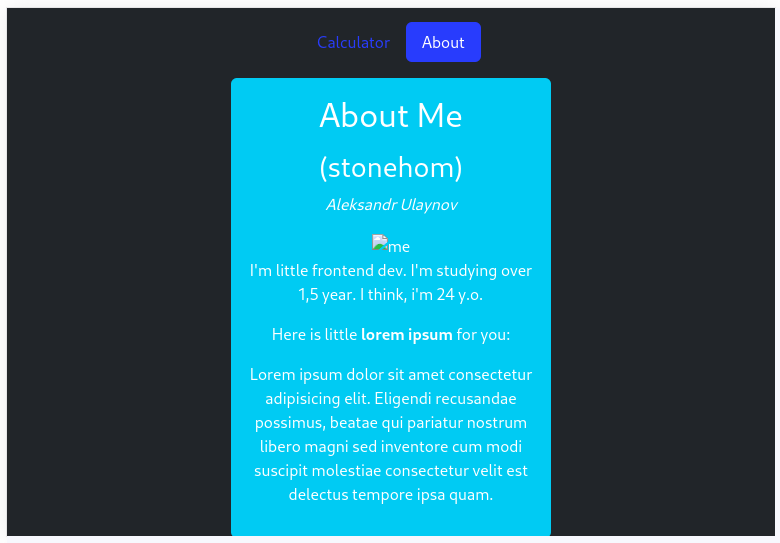 Calculator About
About Me
(stonehom)
Aleksandr Ulaynov
me
I'm little frontend dev. I'm studying over
1,5 year. I think, i'm 24 y.o.
Here is little lorem ipsum for you:
Lorem ipsum dolor sit amet consectetur
adipisicing elit. Eligendi recusandae
possimus, beatae qui pariatur nostrum
libero magni sed inventore cum modi
suscipit molestiae consectetur velit est
delectus tempore ipsa quam.